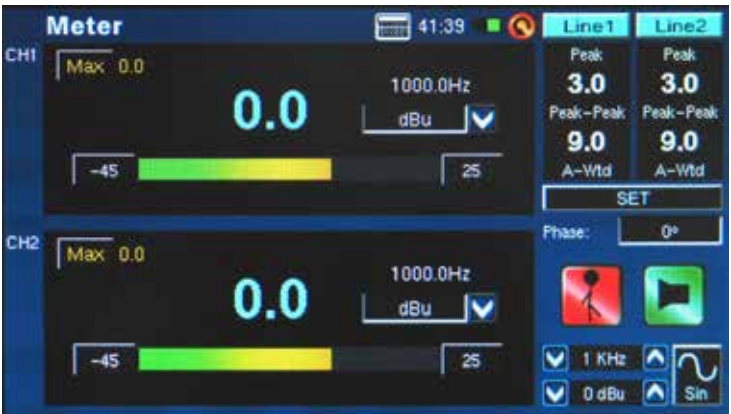 Meter 41:39
CH1
Max 0.0
1000.0Hz
0.0
dBu
-45 25
CH2
Max 0.0
1000.0Hz
0.0
dBu
-45 25
Line1 Line2
Peak Peak
3.0 3.0
Peak-Peak Peak-Peak
9.0 9.0
A-Wtd A-Wtd
SET
Phase: 0°
1 KHz
0 dBu
Sin